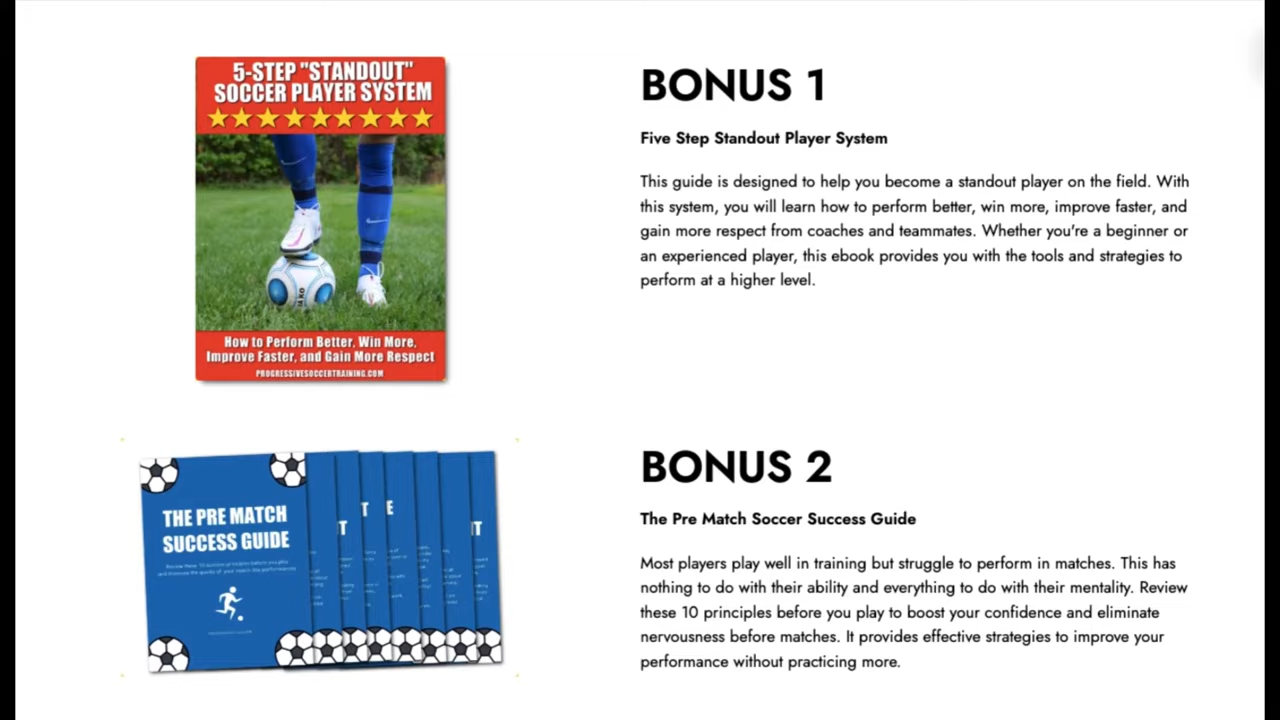 5-STEP "STANDOUT"
SOCCER PLAYER SYSTEM
How to Perform Better, Win More,
Improve Faster, and Gain More Respect
PROGRESSIVESOCCERTRAINING.COM
BONUS 1
Five Step Standout Player System
This guide is designed to help you become a standout player on the field. With
this system, you will learn how to perform better, win more, improve faster, and
gain more respect from coaches and teammates. Whether you're a beginner or
an experienced player, this ebook provides you with the tools and strategies to
perform at a higher level.
THE PRE MATCH
SUCCESS GUIDE
BONUS 2
The Pre Match Soccer Success Guide
Most players play well in training but struggle to perform in matches. This has
nothing to do with their ability and everything to do with their mentality. Review
these 10 principles before you play to boost your confidence and eliminate
nervousness before matches. It provides effective strategies to improve your
performance without practicing more.